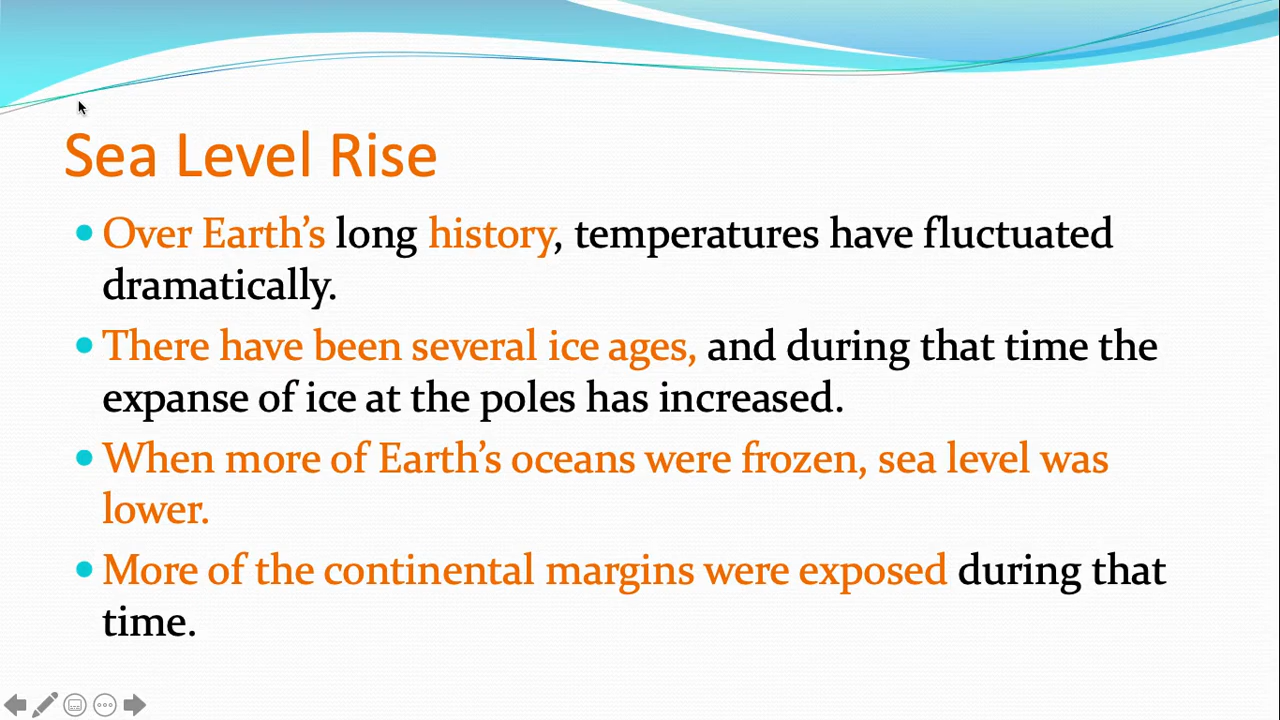 Sea Level Rise
• Over Earth’s long history, temperatures have fluctuated
dramatically.
• There have been several ice ages, and during that time the
expanse of ice at the poles has increased.
• When more of Earth’s oceans were frozen, sea level was
lower.
• More of the continental margins were exposed during that
time.